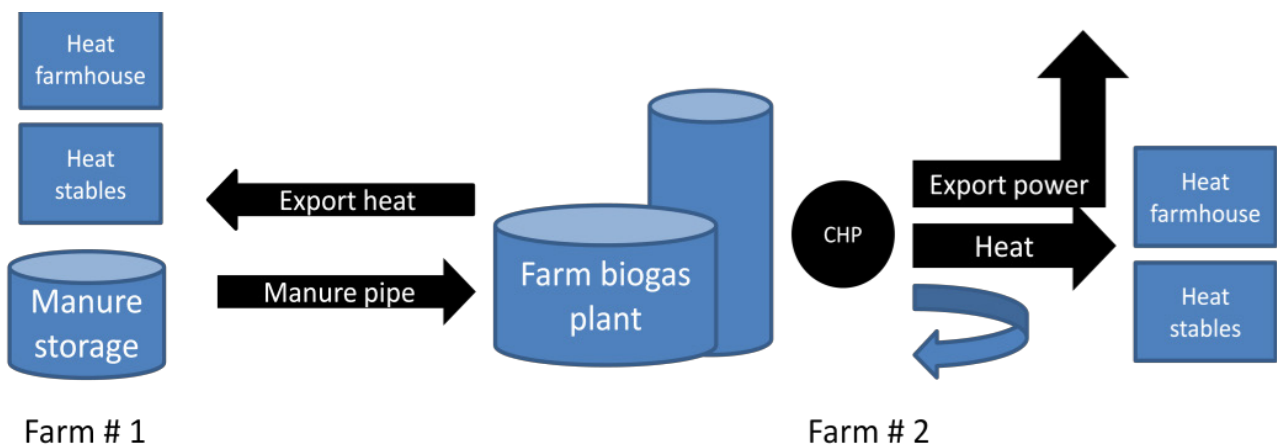 Heat
farmhouse
Heat
stables
Export heat
Manure pipe
Manure
storage
Farm biogas
plant
CHP
Export power
Heat
Heat
farmhouse
Heat
stables
Farm # 1
Farm # 2